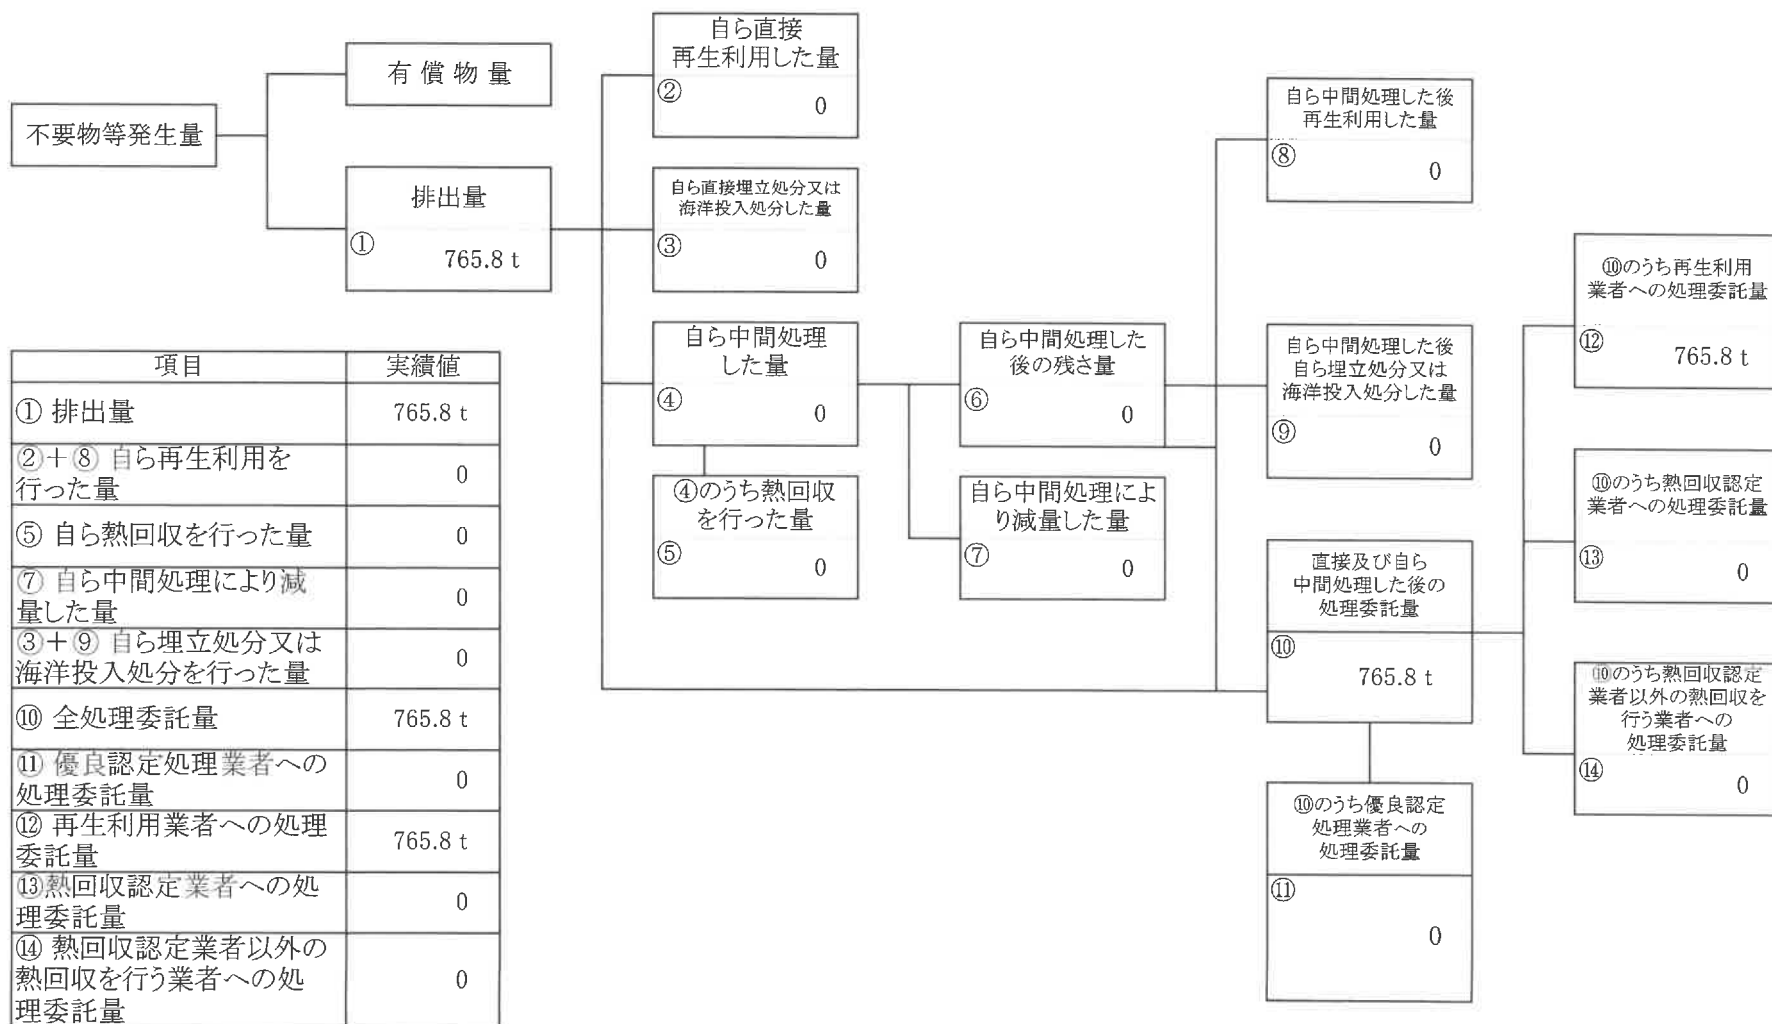 不要物等発生量
有償物量
排出量
①
765.8 t
自ら直接
再生利用した量
②
0
自ら直接埋立処分又は
海洋投入処分した量
③
0
自ら中間処理
した量
④
0
④のうち熱回収
を行った量
⑤
0
自ら中間処理した
後の残さ量
⑥
0
自ら中間処理によ
り減量した量
⑦
0
自ら中間処理した後
再生利用した量
⑧
0
自ら中間処理した後
自ら埋立処分又は
海洋投入処分した量
⑨
0
直接及び自ら
中間処理した後の
処理委託量
⑩
765.8 t
⑩のうち優良認定
処理業者への
処理委託量
⑪
0
⑩のうち再生利用
業者への処理委託量
⑫
765.8 t
⑩のうち熱回収認定
業者への処理委託量
⑬
0
⑩のうち熱回収認定
業者以外の熱回収を
行う業者への
処理委託量
⑭
0
項目 実績値
① 排出量 765.8 t
②＋⑧ 自ら再生利用を
行った量 0
⑤ 自ら熱回収を行った量 0
⑦ 自ら中間処理により減
量した量 0
③＋⑨ 自ら埋立処分又は
海洋投入処分を行った量 0
⑩ 全処理委託量 765.8 t
⑪ 優良認定処理業者への
処理委託量 0
⑫ 再生利用業者への処理
委託量 765.8 t
⑬熱回収認定業者への処
理委託量 0
⑭ 熱回収認定業者以外の
熱回収を行う業者への処
理委託量 0